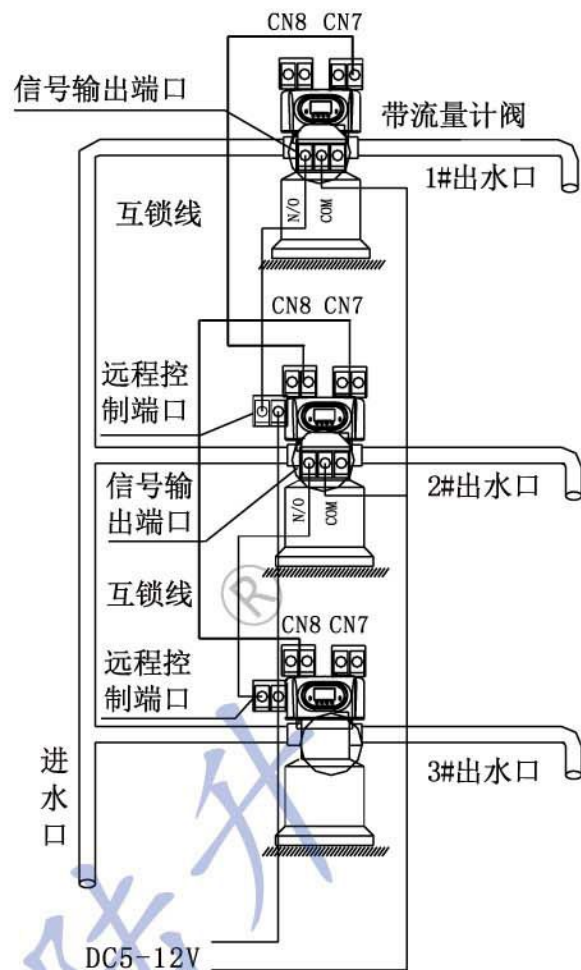 CN8 CN7
信号输出端口
带流量计阀
1#出水口
N/O
COM
互锁线
CN8 CN7
远程控
制端口
2#出水口
信号输
出端口
N/O
COM
®
互锁线
CN8 CN7
远程控
制端口
3#出水口
进水口
DC5-12V
升